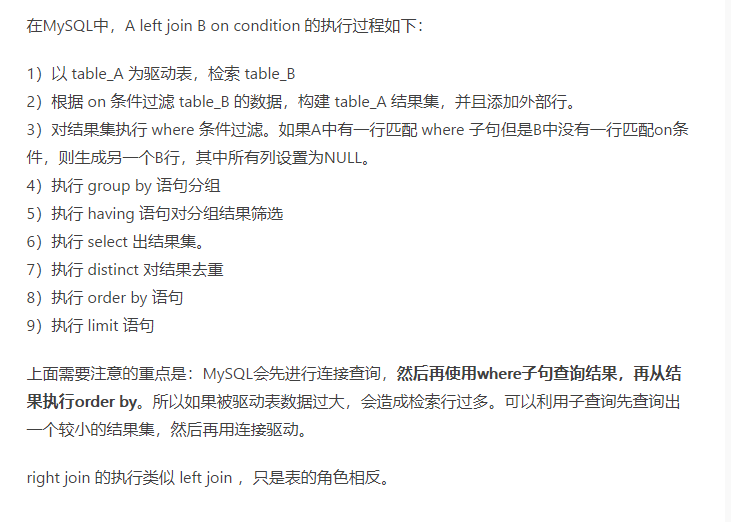 在MySQL中，A left join B on condition 的执行过程如下：
1）以 table_A 为驱动表，检索 table_B
2）根据 on 条件过滤 table_B 的数据，构建 table_A 结果集，并且添加外部行。
3）对结果集执行 where 条件过滤。如果A中有一行匹配 where 子句但是B中没有一行匹配on条
件，则生成另一个B行，其中所有列设置为NULL。
4）执行 group by 语句分组
5）执行 having 语句对分组结果筛选
6）执行 select 出结果集。
7）执行 distinct 对结果去重
8）执行 order by 语句
9）执行 limit 语句
上面需要注意的重点是：MySQL会先进行连接查询，然后再使用where子句查询结果，再从结
果执行order by。所以如果被驱动表数据过大，会造成检索行过多。可以利用子查询先查询出
一个较小的结果集，然后再用连接驱动。
right join 的执行类似 left join ，只是表的角色相反。